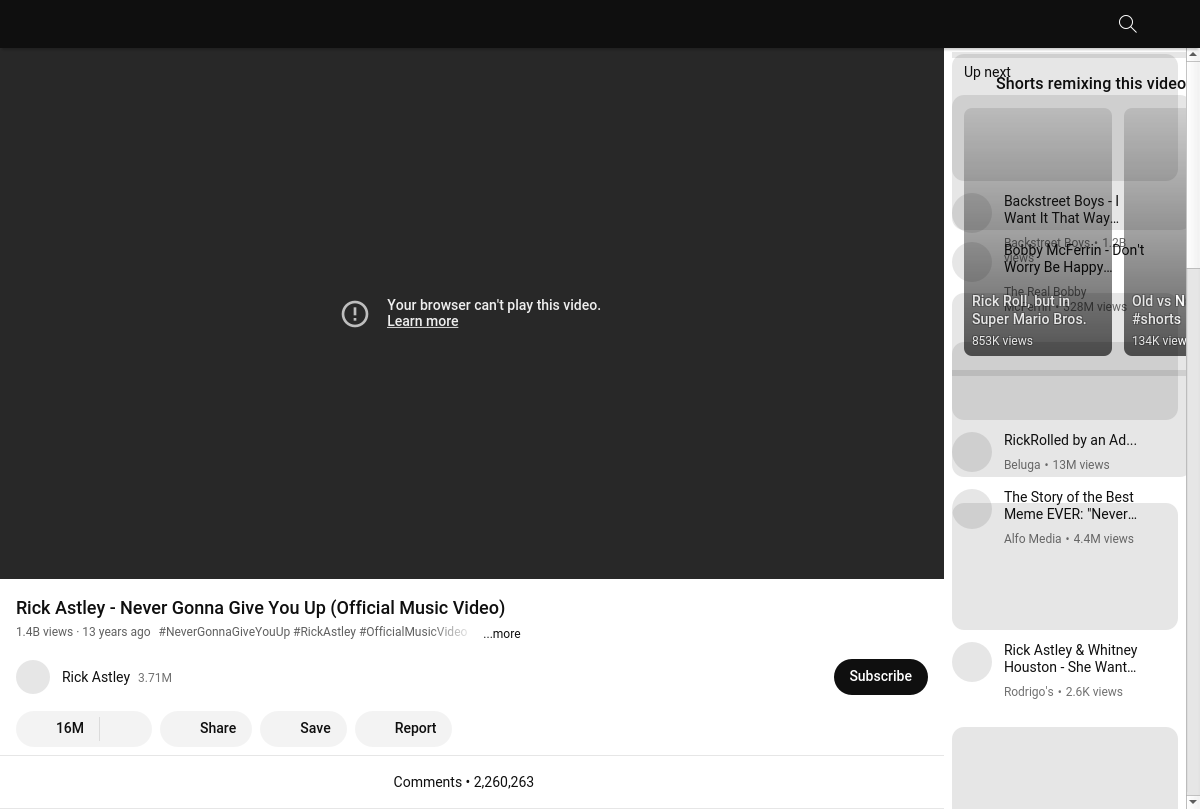 Up next
Shorts remixing this video
Backstreet Boys - I
Want It That Way...
Backstreet Boys • 1.2B
views
Bobby McFerrin - Don't
Worry Be Happy...
The Real Bobby
McFerrin • 328M views
Rick Roll, but in
Super Mario Bros.
853K views
Old vs N
#shorts
134K view
Your browser can't play this video.
Learn more
RickRolled by an Ad...
Beluga • 13M views
The Story of the Best
Meme EVER: "Never...
Alfo Media • 4.4M views
Rick Astley - Never Gonna Give You Up (Official Music Video)
1.4B views · 13 years ago #NeverGonnaGiveYouUp #RickAstley #OfficialMusicVideo ...more
Rick Astley 3.71M
Subscribe
Rick Astley & Whitney
Houston - She Want...
Rodrigo's • 2.6K views
16M Share Save Report
Comments • 2,260,263